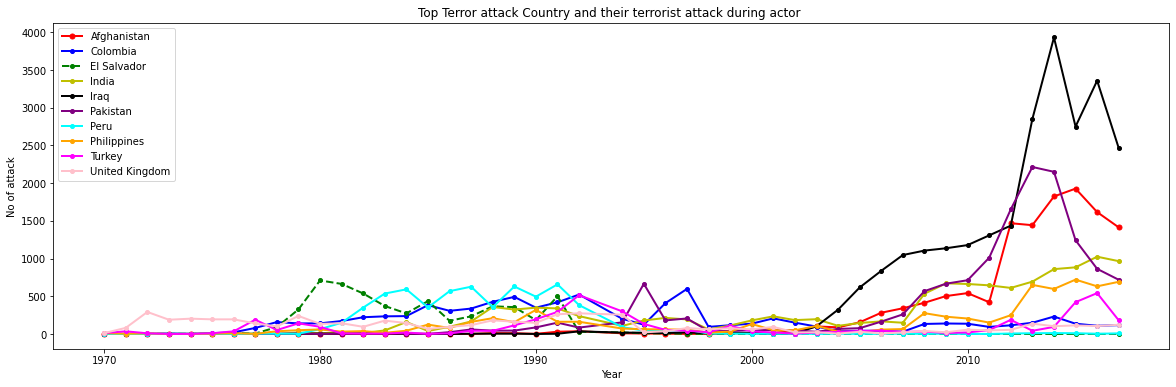 Top Terror attack Country and their terrorist attack during actor
No of attack
4000
3500
3000
2500
2000
1500
1000
500
0
Afghanistan
Colombia
El Salvador
India
Iraq
Pakistan
Peru
Philippines
Turkey
United Kingdom
1970
1980
1990
2000
2010
Year